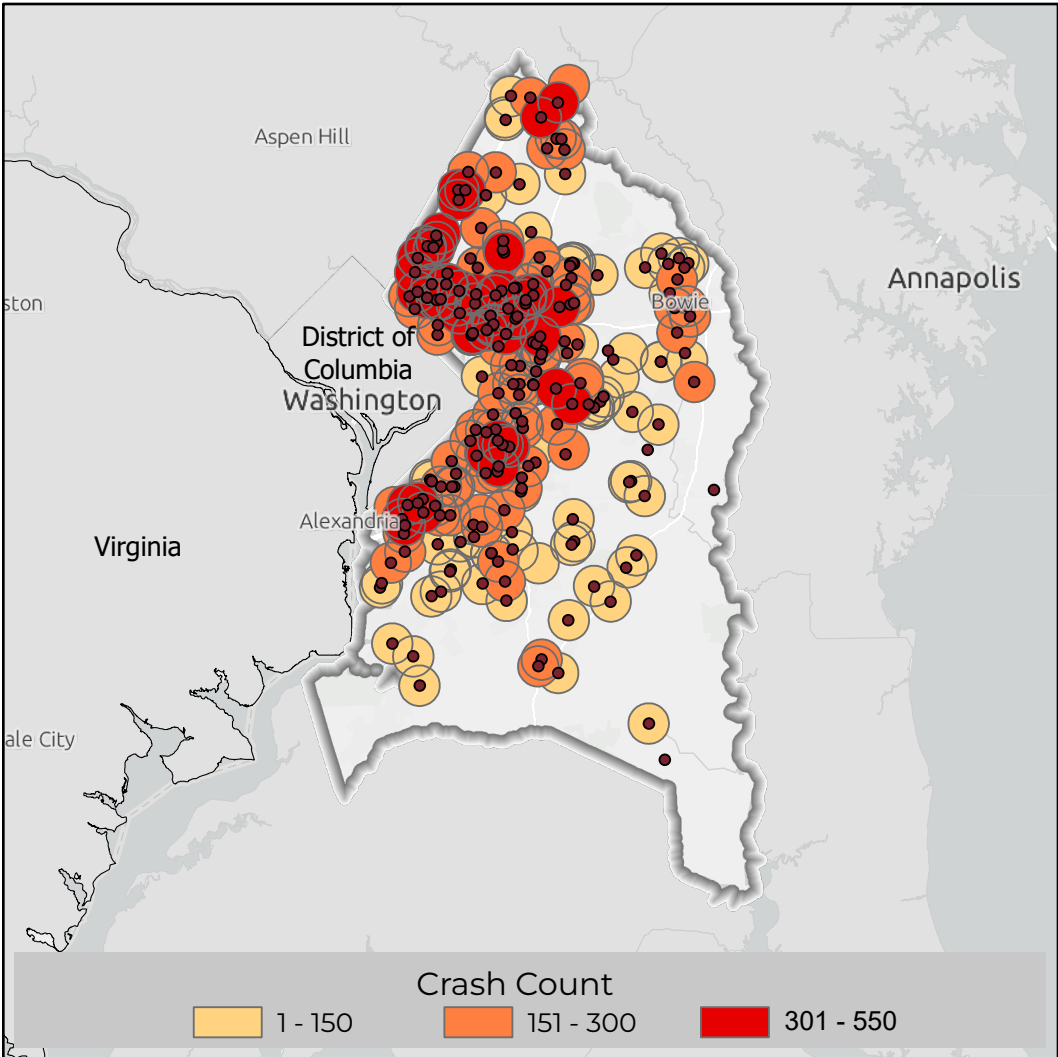 Aspen Hill
Annapolis
ston
Bowie
District of
Columbia
Washington
Alexandria
Virginia
ale City
Crash Count
1 - 150
151 - 300
301 - 550